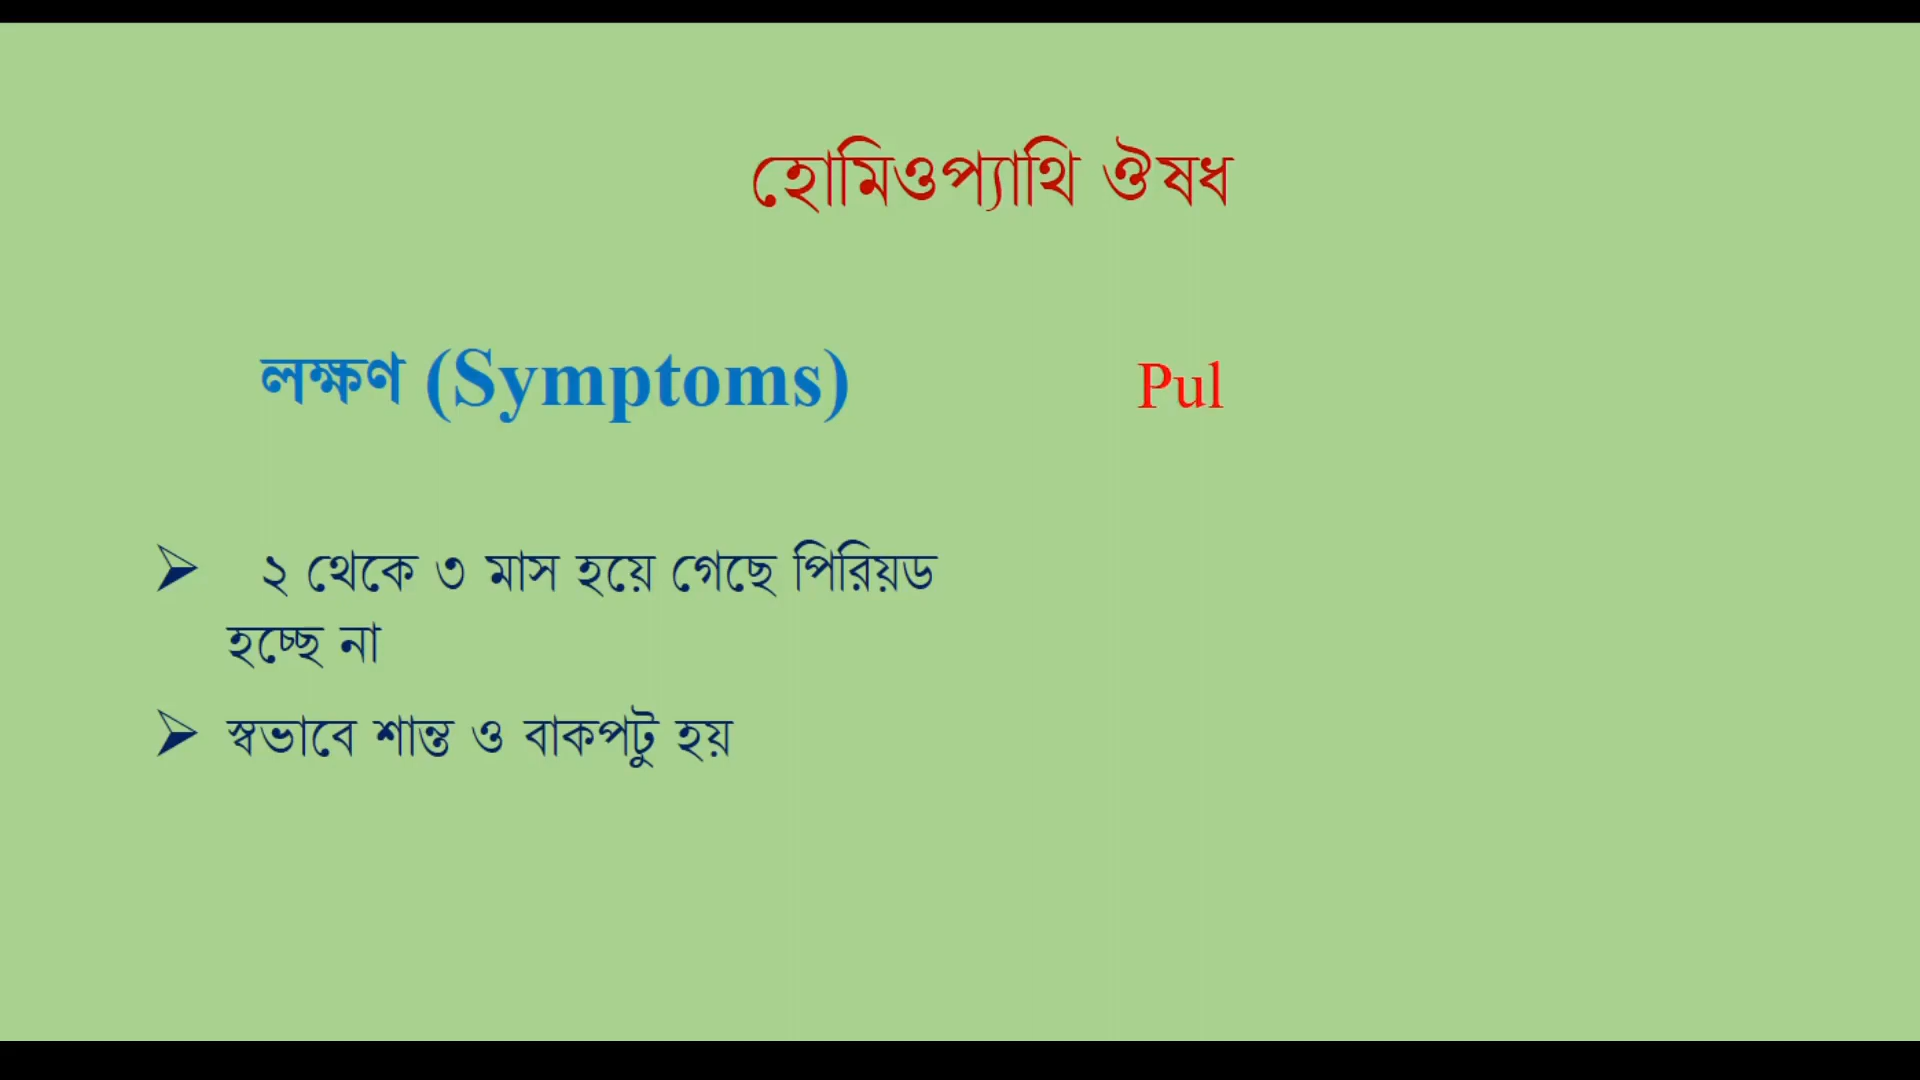 হোমিওপ্যাথি ঔষধ
লক্ষণ (Symptoms)
Pul
➢ ২ থেকে ৩ মাস হয়ে গেছে পিরিয়ড
হচ্ছে না
➢ স্বভাবে শান্ত ও বাকপটু হয়